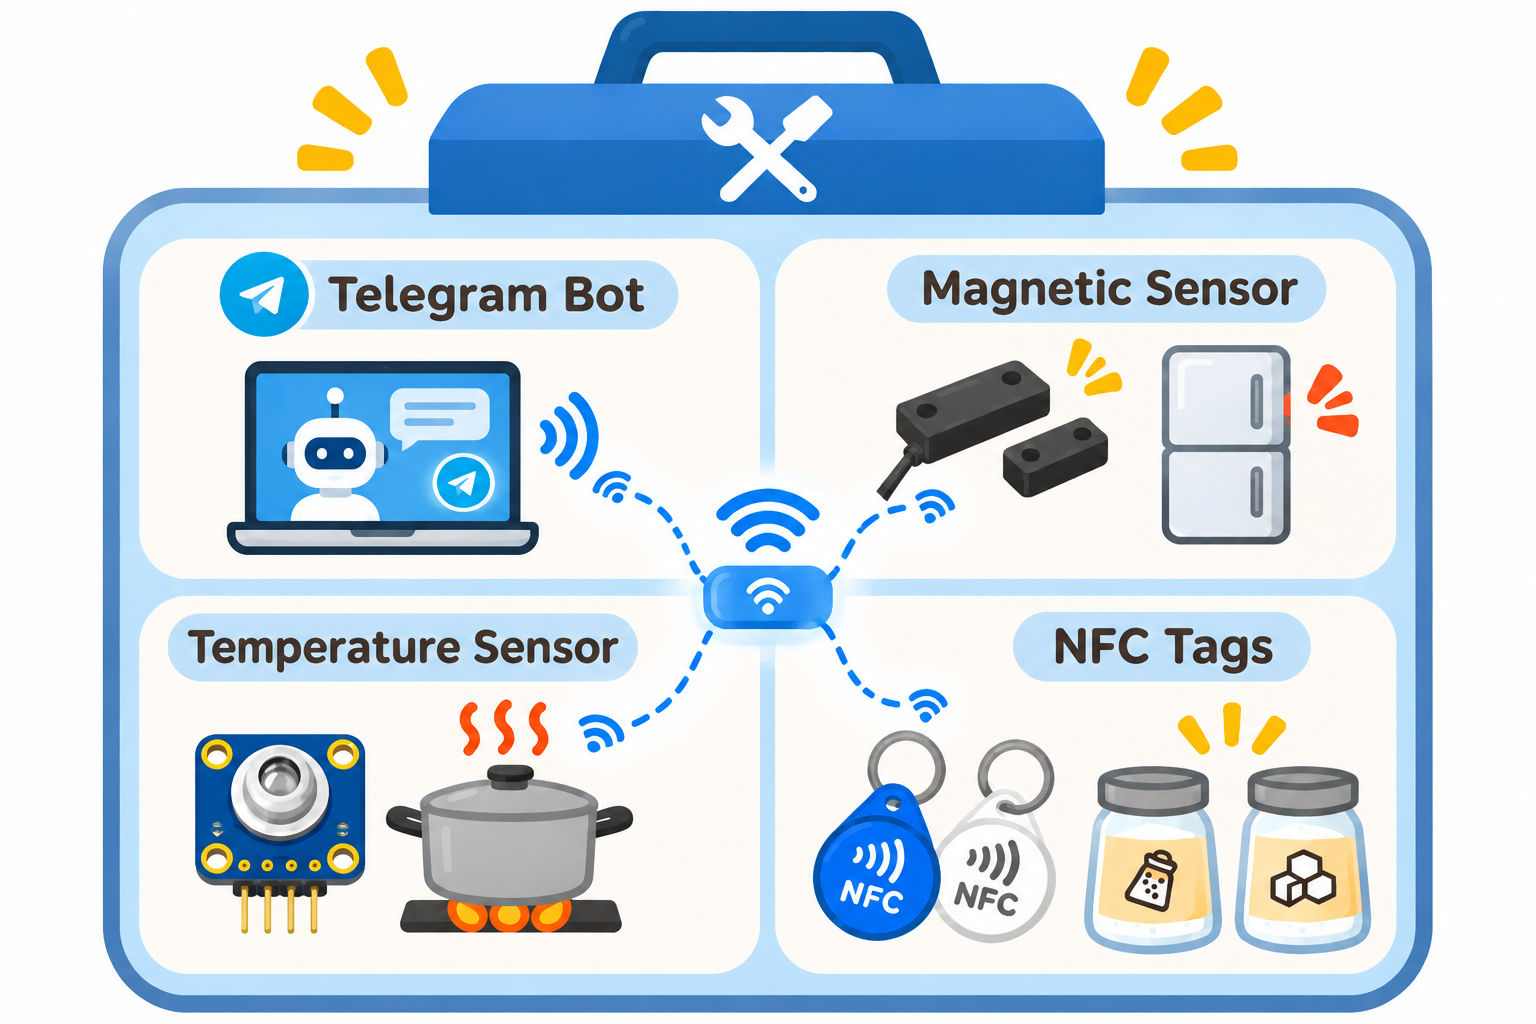 Telegram Bot
Magnetic Sensor
Temperature Sensor
NFC Tags
NFC
NFC